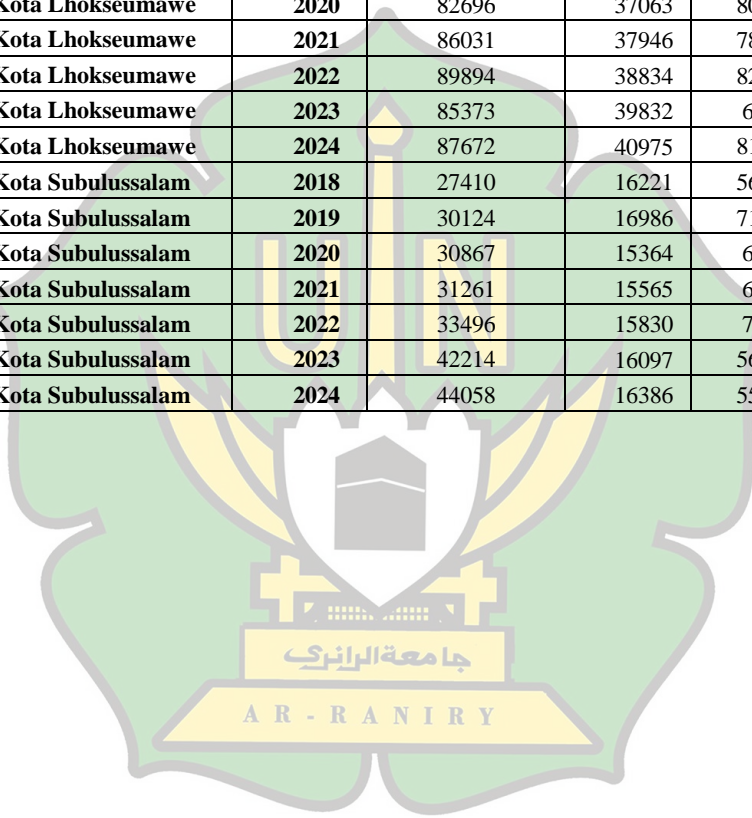 Kota Lhokseumawe 2020 82696 37063
Kota Lhokseumawe 2021 86031 37946
Kota Lhokseumawe 2022 89894 38834
Kota Lhokseumawe 2023 85373 39832
Kota Lhokseumawe 2024 87672 40975
Kota Subulussalam 2018 27410 16221
Kota Subulussalam 2019 30124 16986
Kota Subulussalam 2020 30867 15364
Kota Subulussalam 2021 31261 15565
Kota Subulussalam 2022 33496 15830
Kota Subulussalam 2023 42214 16097
Kota Subulussalam 2024 44058 16386
UIN
جامعة الرانري
AR-RANIRY